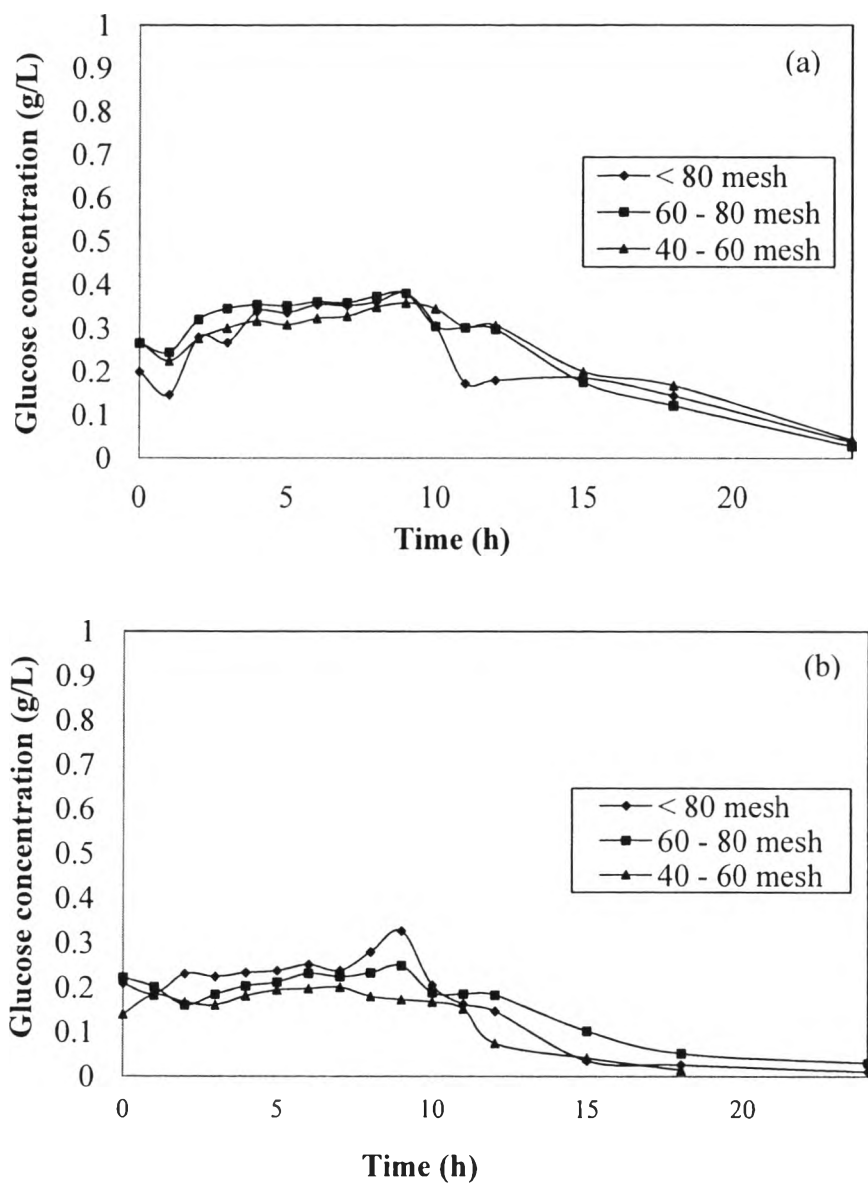 (a)
Glucose concentration (g/L)
1
0.9
0.8
0.7
0.6
0.5
0.4
0.3
0.2
0.1
0
< 80 mesh
60 - 80 mesh
40 - 60 mesh
0 5 10 15 20
Time (h)
(b)
Glucose concentration (g/L)
1
0.9
0.8
0.7
0.6
0.5
0.4
0.3
0.2
0.1
0
< 80 mesh
60 - 80 mesh
40 - 60 mesh
0 5 10 15 20
Time (h)